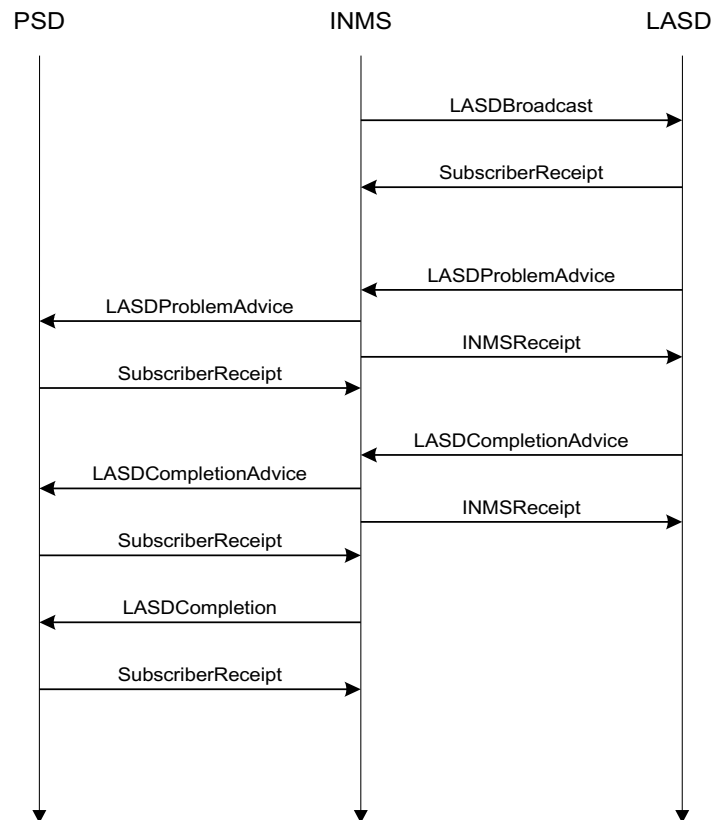 PSD
INMS
LASD
LASDBroadcast
SubscriberReceipt
LASDProblemAdvice
LASDProblemAdvice
INMSReceipt
SubscriberReceipt
LASDCompletionAdvice
LASDCompletionAdvice
INMSReceipt
SubscriberReceipt
LASDCompletion
SubscriberReceipt